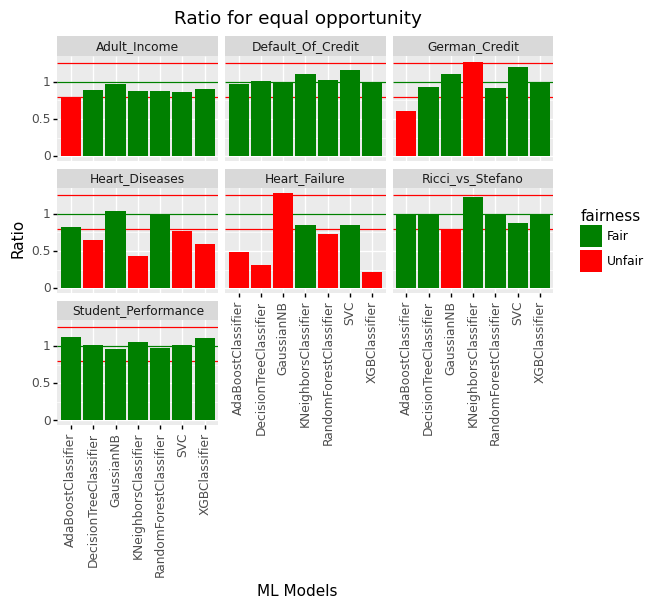 Ratio for equal opportunity
Adult_Income
Default_Of_Credit
German_Credit
1
0.5
0
Heart_Diseases
Heart_Failure
Ricci_vs_Stefano
1
0.5
0
Student_Performance
1
0.5
0
Ratio
AdaBoostClassifier
DecisionTreeClassifier
GaussianNB
KNeighborsClassifier
RandomForestClassifier
SVC
XGBClassifier
AdaBoostClassifier
DecisionTreeClassifier
GaussianNB
KNeighborsClassifier
RandomForestClassifier
SVC
XGBClassifier
AdaBoostClassifier
DecisionTreeClassifier
GaussianNB
KNeighborsClassifier
RandomForestClassifier
SVC
XGBClassifier
ML Models
fairness
Fair
Unfair